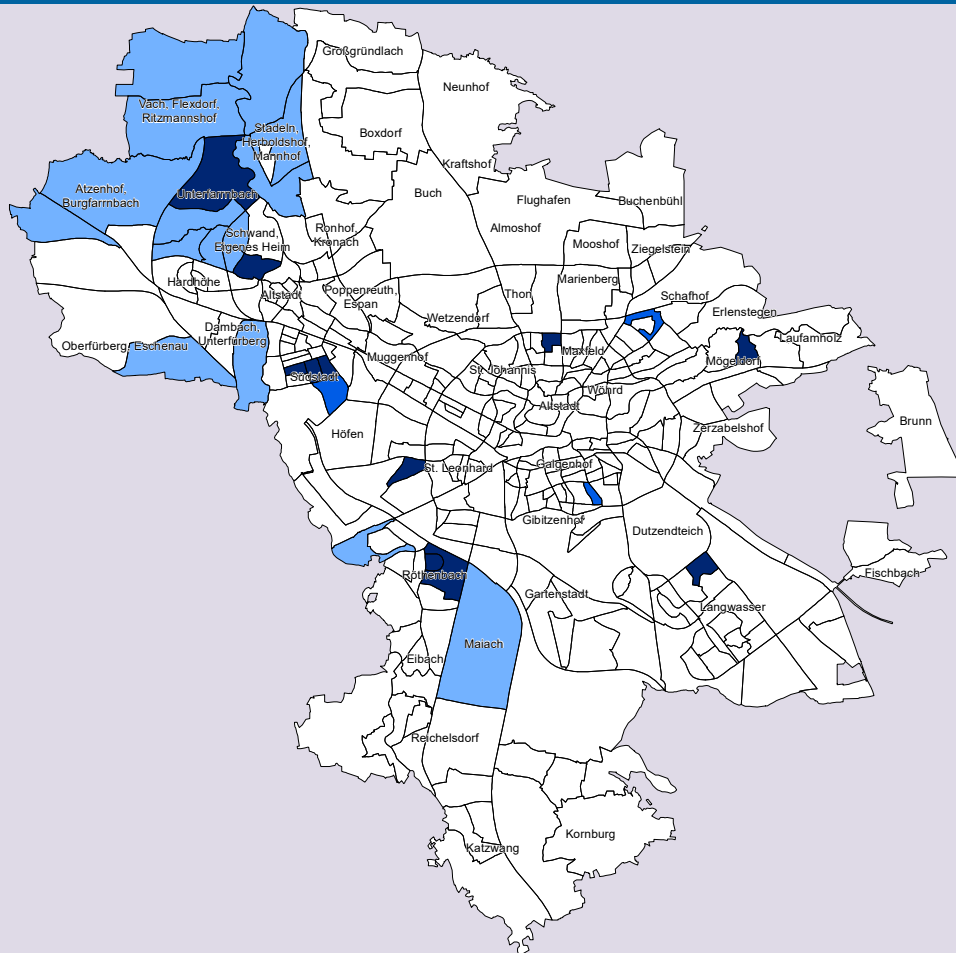 Großgründlach
Neunhof
Vach, Flexdorf,
Ritzmannshof
Stadeln,
Herboldshof,
Mannhof
Boxdorf
Kraftshof
Atzenhof,
Burgfarrnbach
Unterfarrnbach
Buch
Flughafen
Buchenbühl
Schwand,
Eigenes Heim
Ronhof,
Kronach
Almoshof
Mooshof
Ziegelstein
Hardhöhe
Altstadt
Poppenreuth,
Espan
Thon
Marienberg
Schafhof
Erlenstegen
Oberfürberg
Eschenau
Dambach,
Unterfürberg
Wetzendorf
Maxfeld
Mögeldorf
Laufamholz
Südstadt
Muggenhof
St. Johannis
Wöhrd
Altstadt
Höfen
Zerzabelshof
Brunn
St. Leonhard
Galgenhof
Gibitzenhof
Dutzendteich
Röthenbach
Fischbach
Gartenstadt
Langwasser
Maiach
Eibach
Reichelsdorf
Kornburg
Katzwang